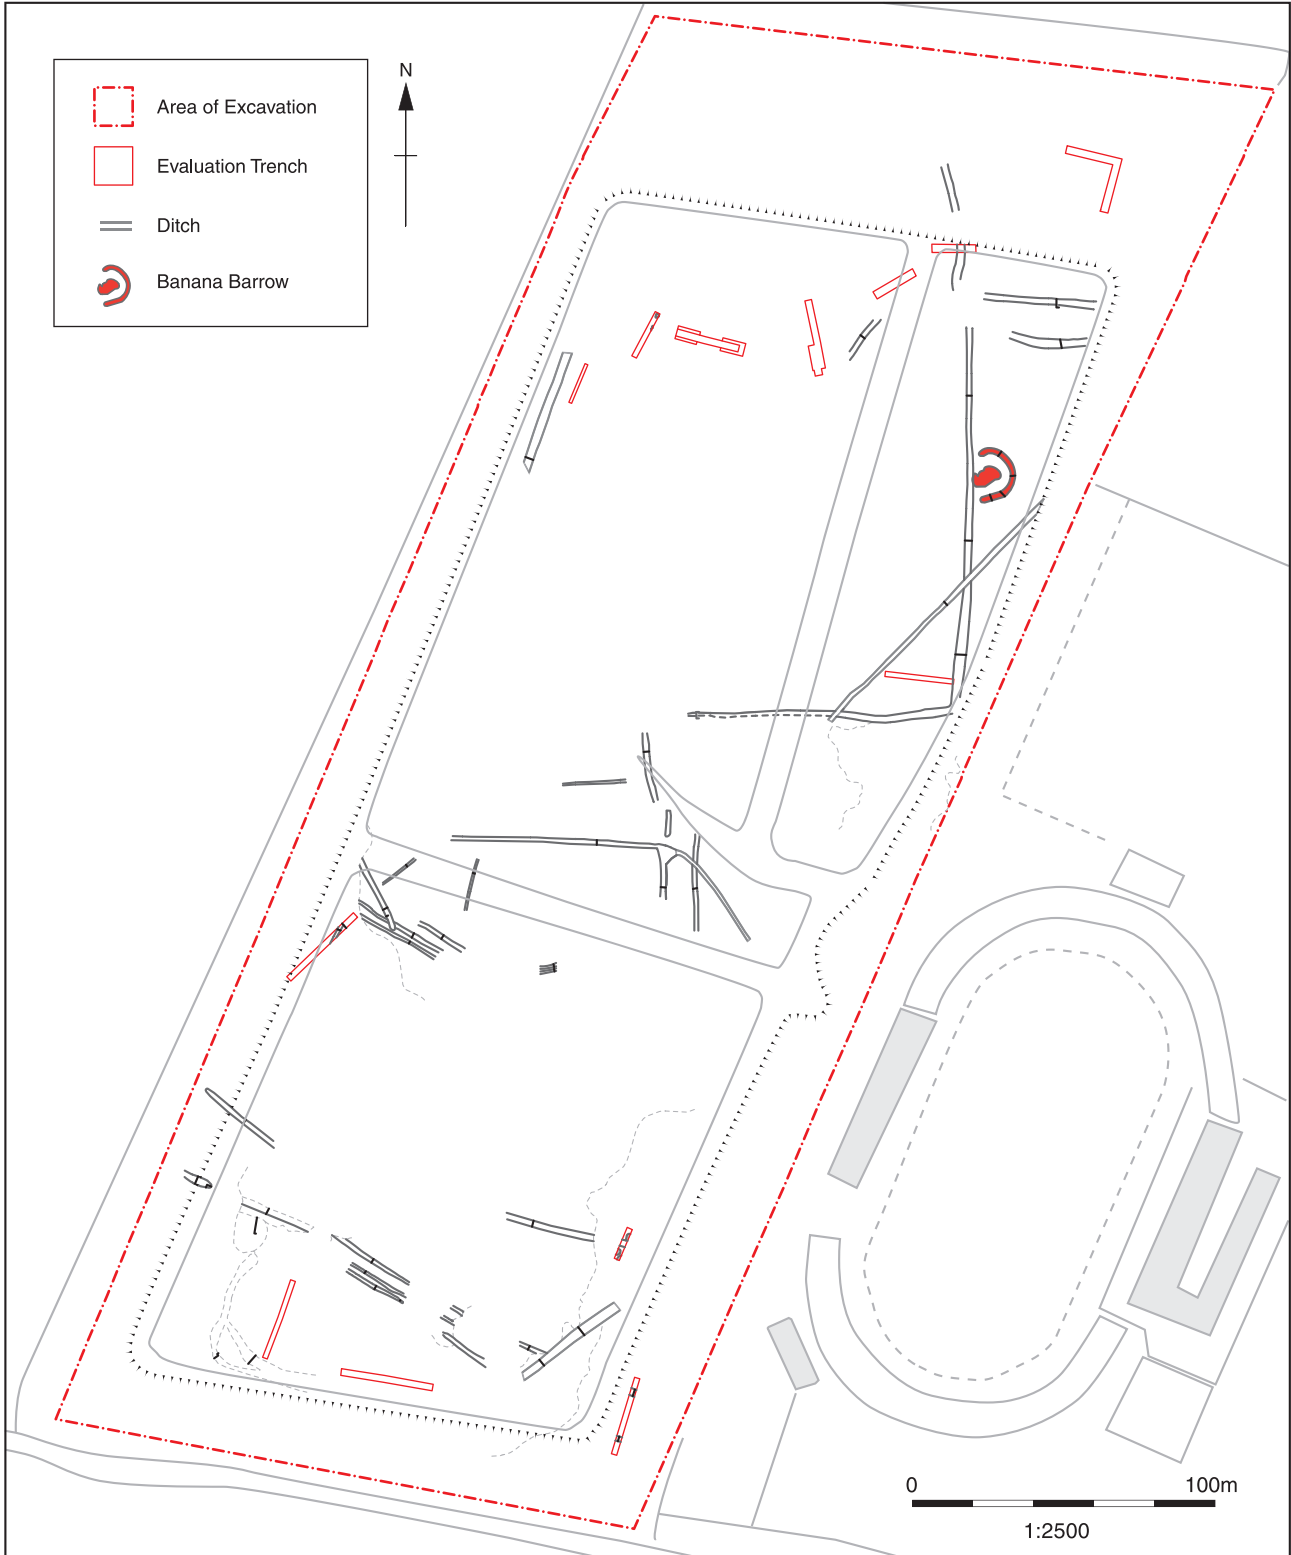 N
Area of Excavation
Evaluation Trench
Ditch
Banana Barrow
0 100m
1:2500